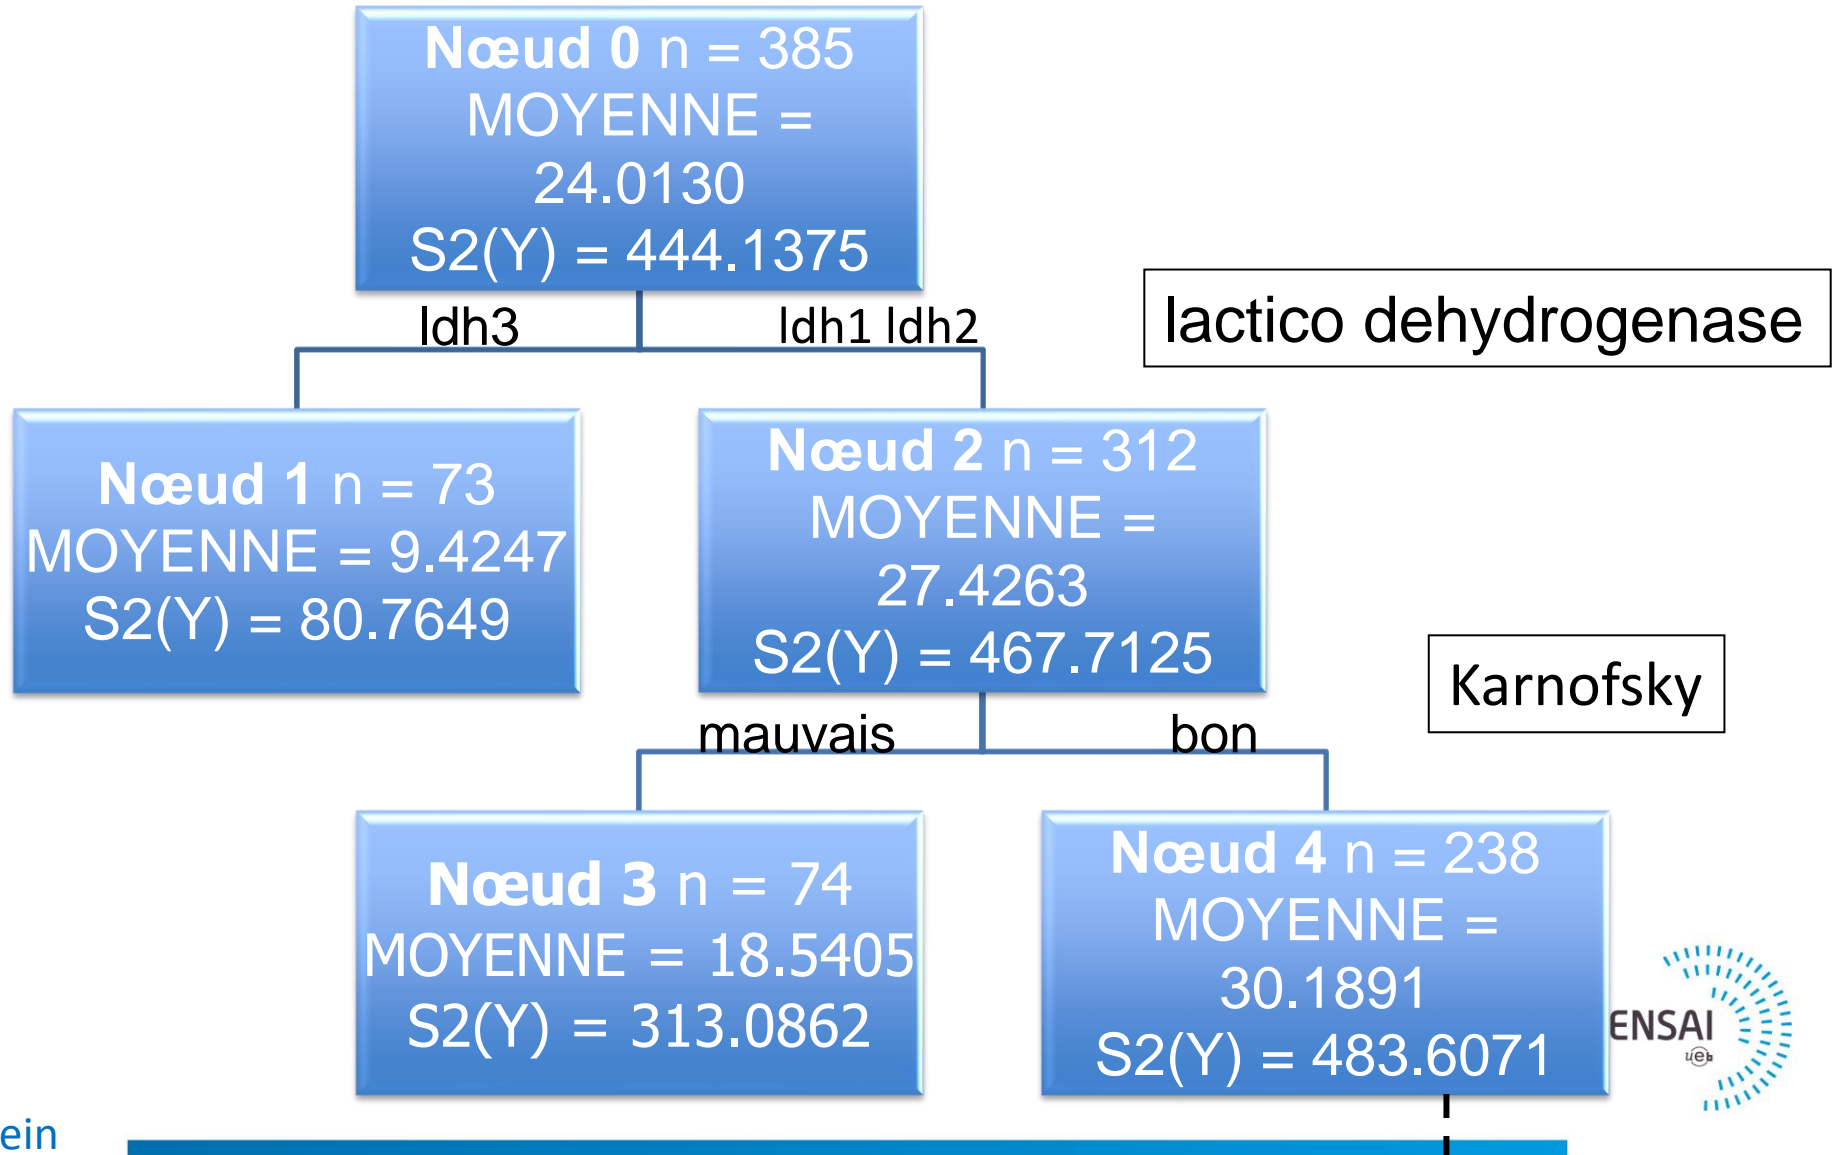 Nœud 0 n = 385
MOYENNE =
24.0130
S2(Y) = 444.1375
ldh3
ldh1 ldh2
lactico dehydrogenase
Nœud 1 n = 73
MOYENNE = 9.4247
S2(Y) = 80.7649
Nœud 2 n = 312
MOYENNE =
27.4263
S2(Y) = 467.7125
Karnofsky
mauvais
bon
Nœud 3 n = 74
MOYENNE = 18.5405
S2(Y) = 313.0862
Nœud 4 n = 238
MOYENNE =
30.1891
S2(Y) = 483.6071
ENSAI
ueb
ein